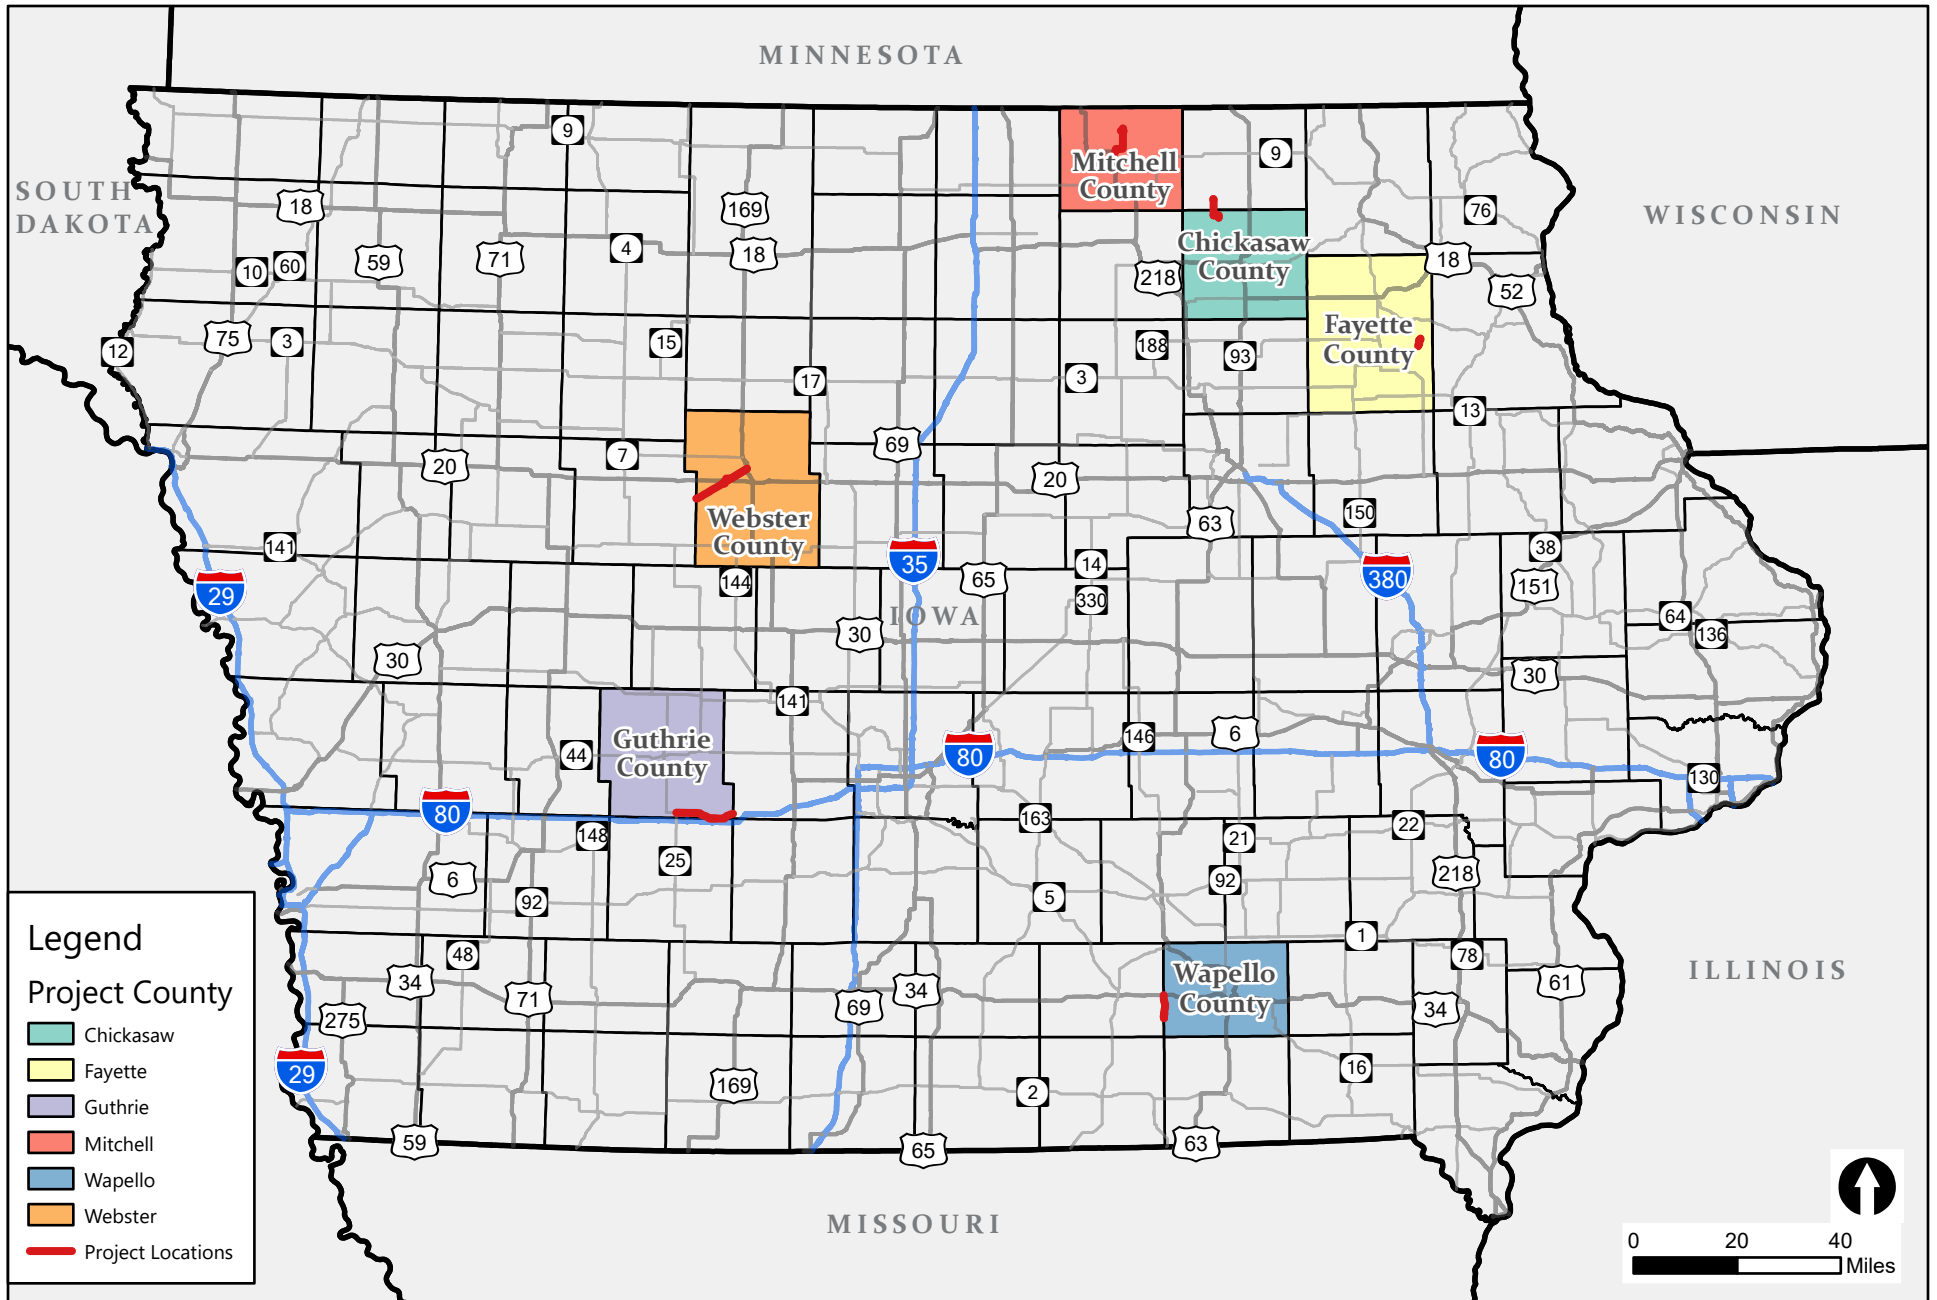 MINNESOTA
9
Mitchell
County
9
SOUTH
DAKOTA
18
169
76
WISCONSIN
10
60
59
71
4
18
Chickasaw
County
218
18
52
12
75
3
15
17
3
188
93
Fayette
County
13
20
7
69
20
63
150
Webster
County
141
29
144
35
65
14
330
IOWA
380
38
151
64
136
30
30
30
141
Guthrie
County
44
80
146
6
80
130
80
148
25
163
21
92
22
218
6
92
5
1
78
48
34
71
275
69
34
Wapello
County
34
61
ILLINOIS
29
169
2
16
59
65
63
MISSOURI
Legend
Project County
Chickasaw
Fayette
Guthrie
Mitchell
Wapello
Webster
Project Locations
0 20 40
Miles